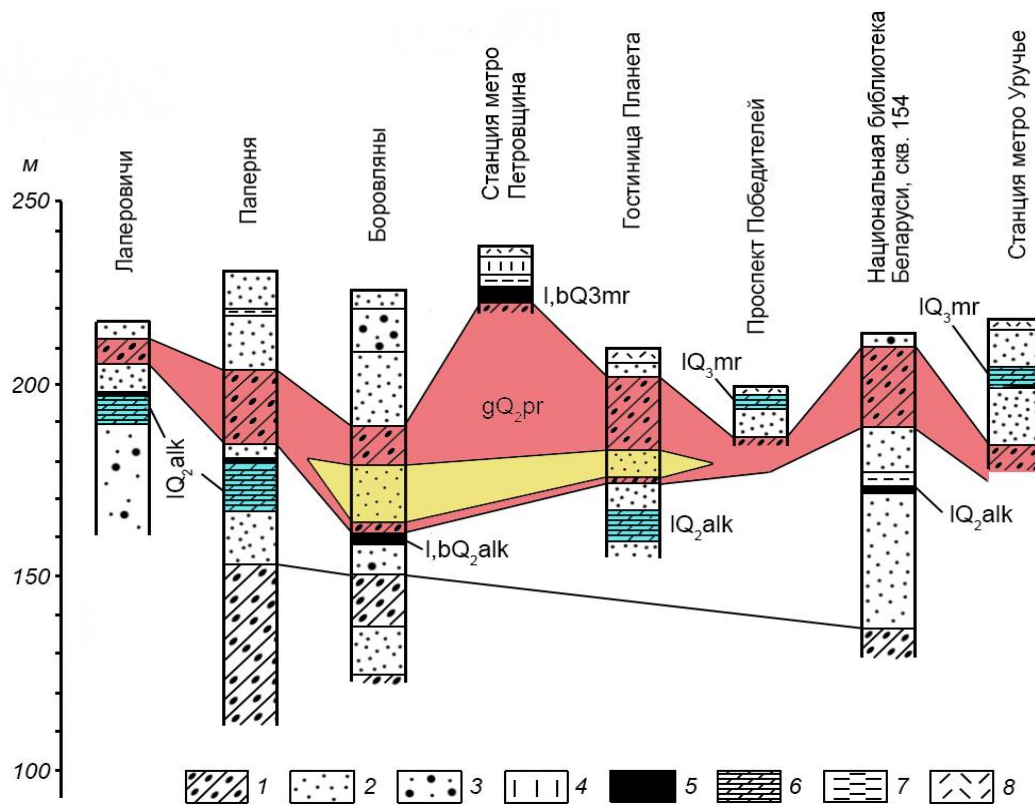 м
250
200
150
100
Лаперовичи
Паперня
Боровляны
Станция метро
Петровщина
Гостиница Планета
Проспект Победителей
Национальная библиотека
Беларуси, скв. 154
Станция метро Уручье
l,bQ3mr
lQ₃mr
lQ₃mr
gQ₂pr
lQ₂alk
l,bQ₂alk
lQ₂alk
lQ₂alk
1 2 3 4 5 6 7 8